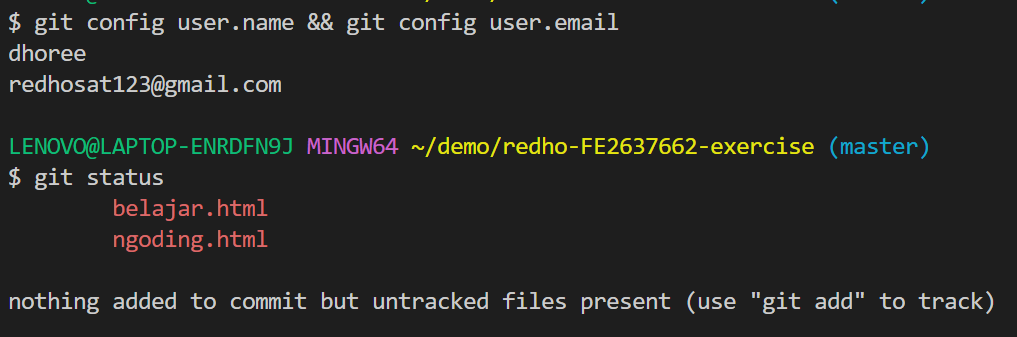 $ git config user.name && git config user.email
dhoree
redhosat123@gmail.com
LENOVO@LAPTOP-ENRDFN9J MINGW64 ~/demo/redho-FE2637662-exercise (master)
$ git status
belajar.html
ngoding.html
nothing added to commit but untracked files present (use "git add" to track)